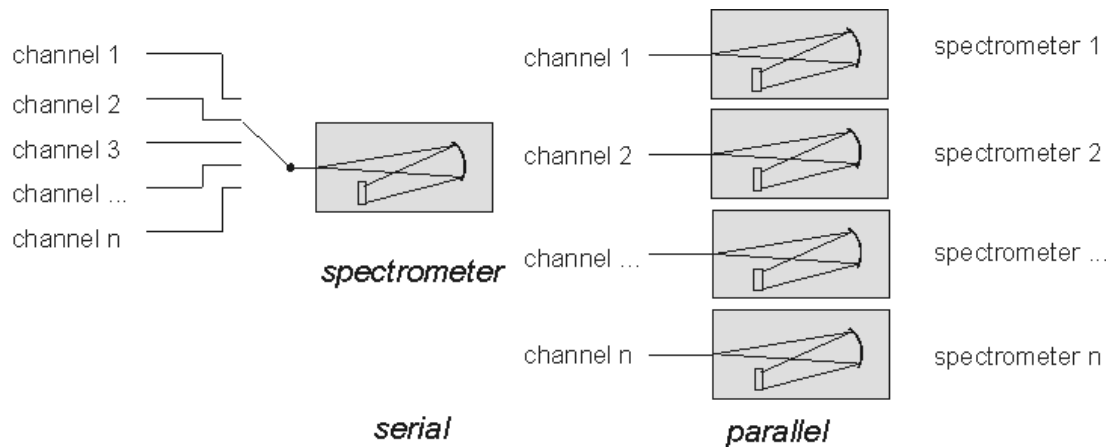 channel 1
channel 2
channel 3
channel ...
channel n
spectrometer
serial
channel 1
spectrometer 1
channel 2
spectrometer 2
channel ...
spectrometer ...
channel n
spectrometer n
parallel